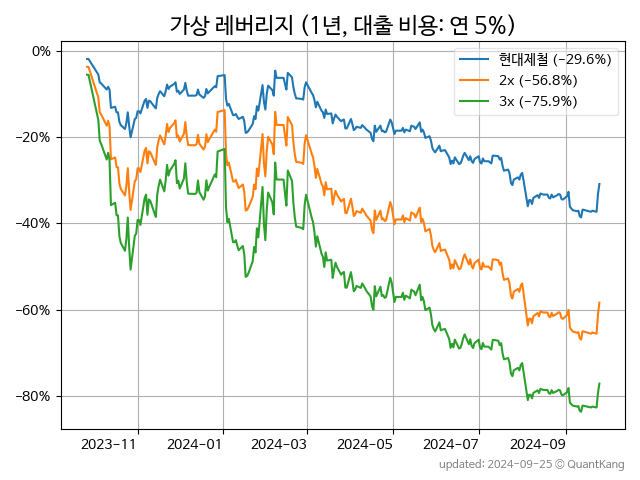 가상 레버리지 (1년, 대출 비용: 연 5%)
현대제철 (−29.6%)
2x (−56.8%)
3x (−75.9%)
0%
−20%
−40%
−60%
−80%
2023−11 2024−01 2024−03 2024−05 2024−07 2024−09
updated: 2024-09-25 © QuantKang